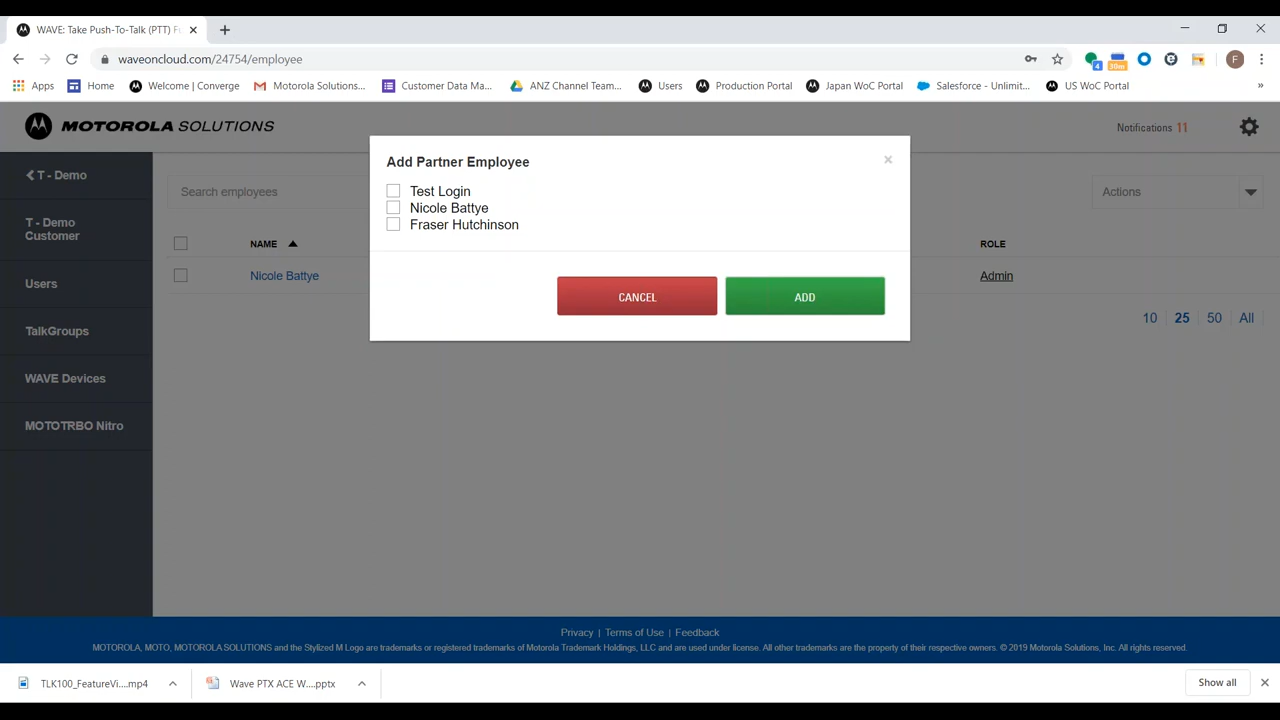 WAVE: Take Push-To-Talk (PTT) F
waveoncloud.com/24754/employee
4
30m
F
Apps
Home
Welcome | Converge
Motorola Solutions...
Customer Data Ma...
ANZ Channel Team...
Users
Production Portal
Japan WoC Portal
Salesforce - Unlimit...
US WoC Portal
»
MOTOROLA SOLUTIONS
Notifications 11
T - Demo
T - Demo
Customer
Users
TalkGroups
WAVE Devices
MOTOTRBO Nitro
Search employees
Actions
NAME
ROLE
Nicole Battye
Admin
10 25 50 All
Add Partner Employee
×
Test Login
Nicole Battye
Fraser Hutchinson
CANCEL
ADD
Privacy | Terms of Use | Feedback
MOTOROLA, MOTO, MOTOROLA SOLUTIONS and the Stylized M Logo are trademarks or registered trademarks of Motorola Trademark Holdings, LLC and are used under license. All other trademarks are the property of their respective owners. © 2019 Motorola Solutions, Inc. All rights reserved.
TLK100_FeatureVi....mp4
Wave PTX ACE W....pptx
Show all